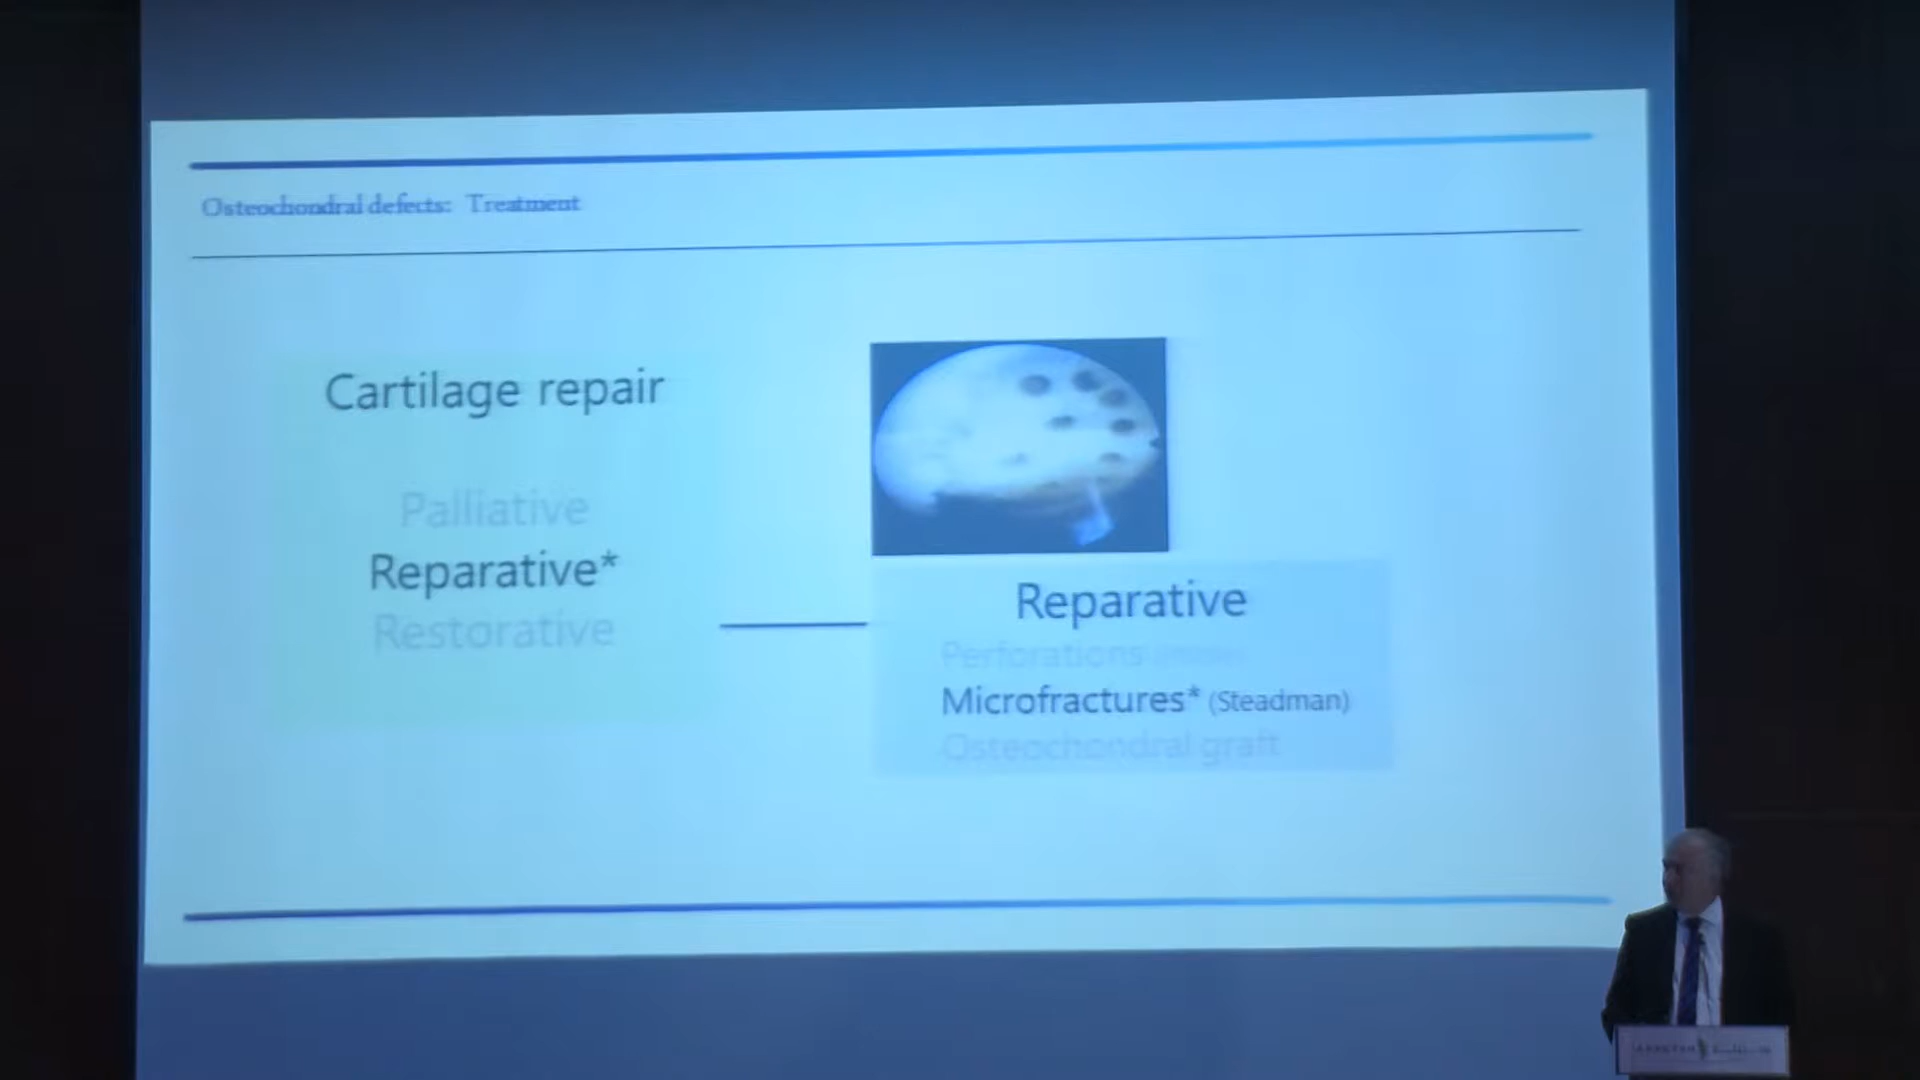 Osteochondral defects: Treatment
Cartilage repair
Palliative
Reparative*
Restorative
Reparative
Perforations
Microfractures* (Steadman)
Osteochondral graft